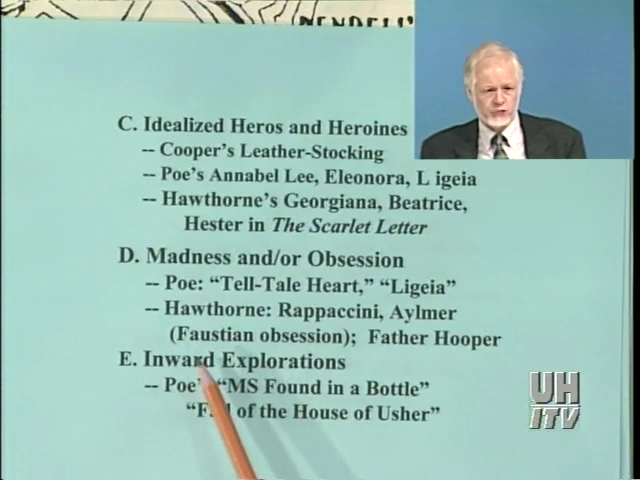 PENDELL'
C. Idealized Heros and Heroines
-- Cooper's Leather-Stocking
-- Poe's Annabel Lee, Eleonora, L igeia
-- Hawthorne's Georgiana, Beatrice,
Hester in The Scarlet Letter
D. Madness and/or Obsession
-- Poe: “Tell-Tale Heart,” “Ligeia”
-- Hawthorne: Rappaccini, Aylmer
(Faustian obsession); Father Hooper
E. Inward Explorations
-- Poe' “MS Found in a Bottle”
of the House of Usher”
UH
ITV